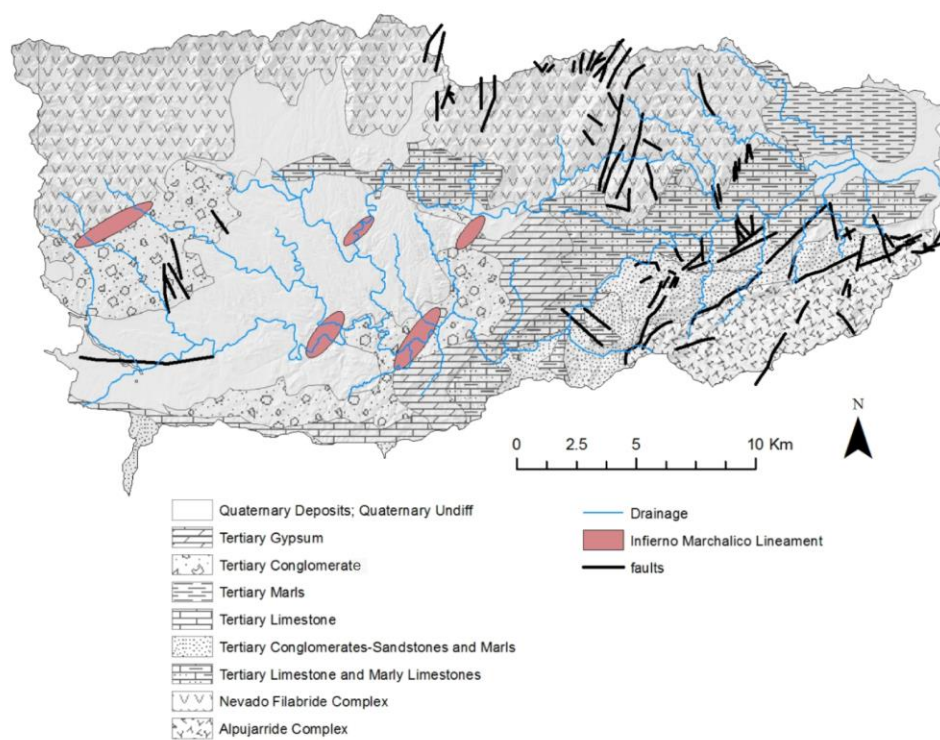 N
0 2.5 5 10 Km
Quaternary Deposits; Quaternary Undiff
Tertiary Gypsum
Tertiary Conglomerate
Tertiary Marls
Tertiary Limestone
Tertiary Conglomerates-Sandstones and Marls
Tertiary Limestone and Marly Limestones
Nevado Filabride Complex
Alpujarride Complex
Drainage
Infierno Marchalico Lineament
faults